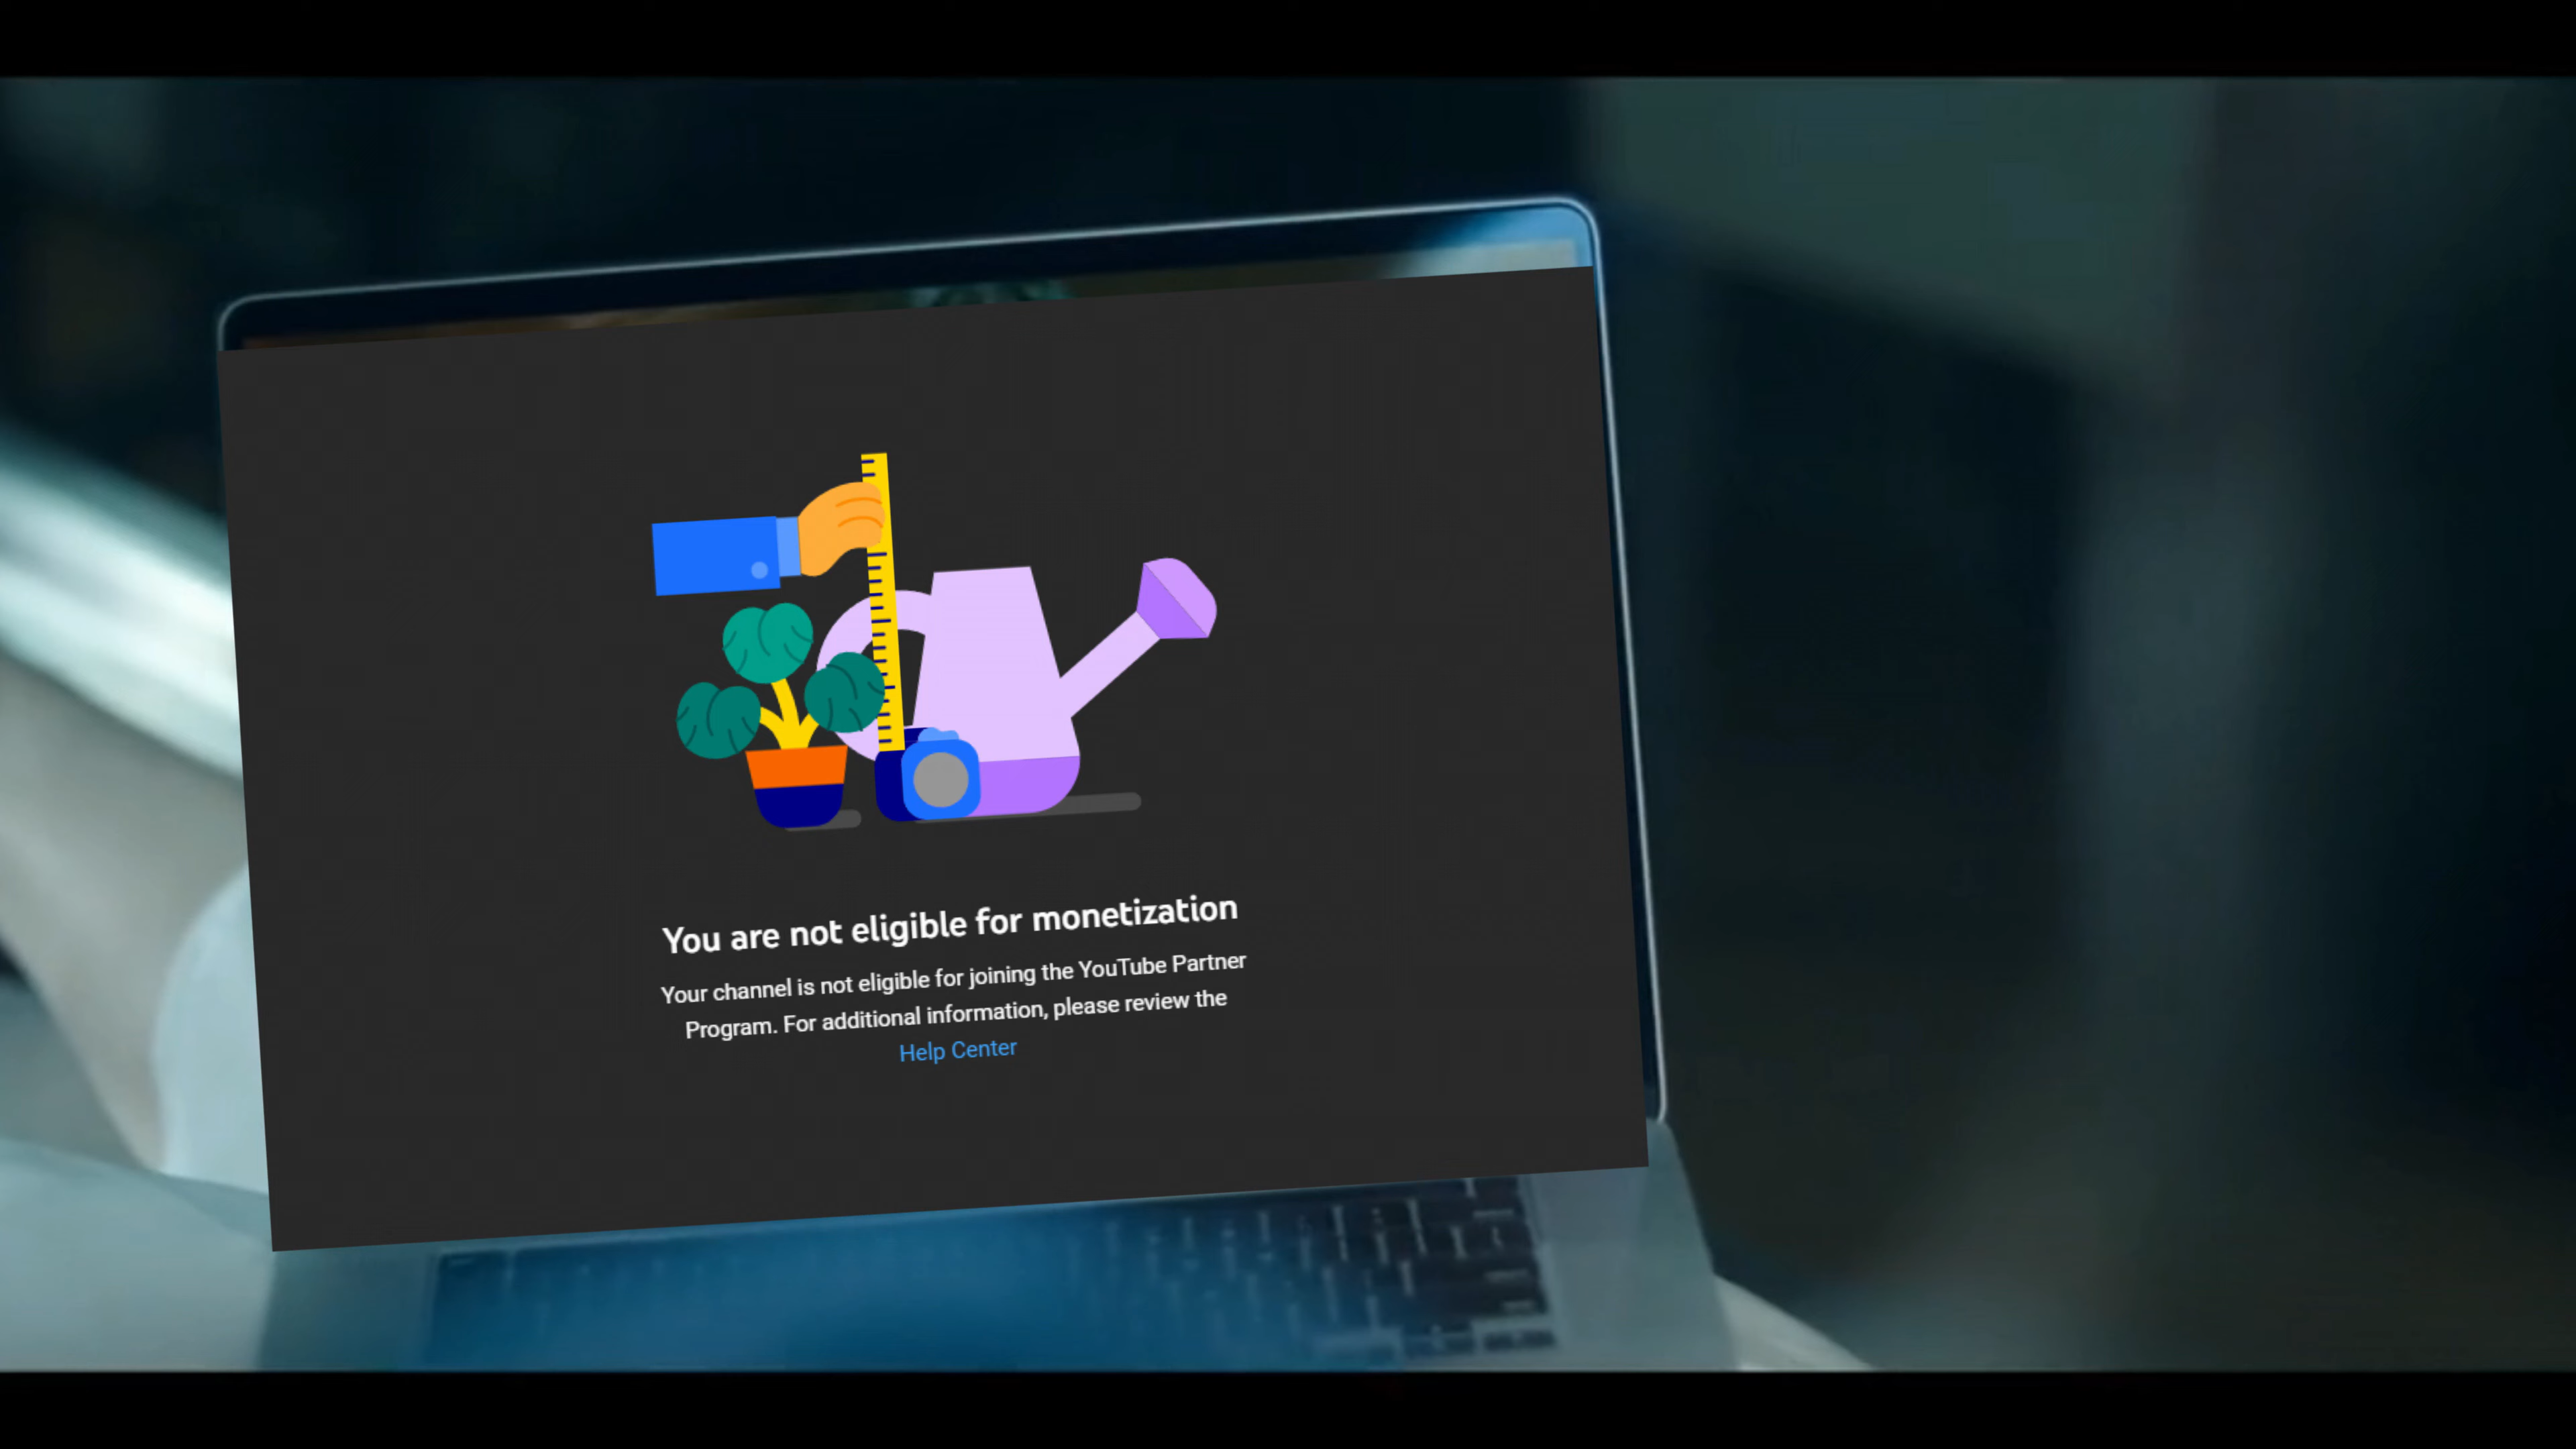 You are not eligible for monetization
Your channel is not eligible for joining the YouTube Partner
Program. For additional information, please review the
Help Center